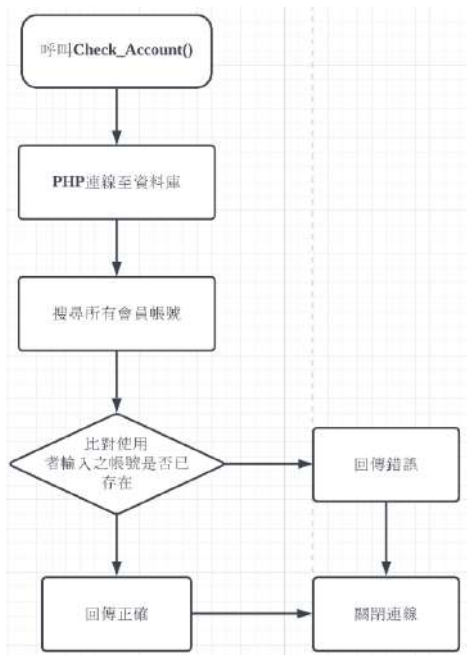 呼叫Check_Account()
PHP連線至資料庫
搜尋所有會員帳號
比對使用
者輸入之帳號是否已
存在
回傳錯誤
回傳正確
關閉連線